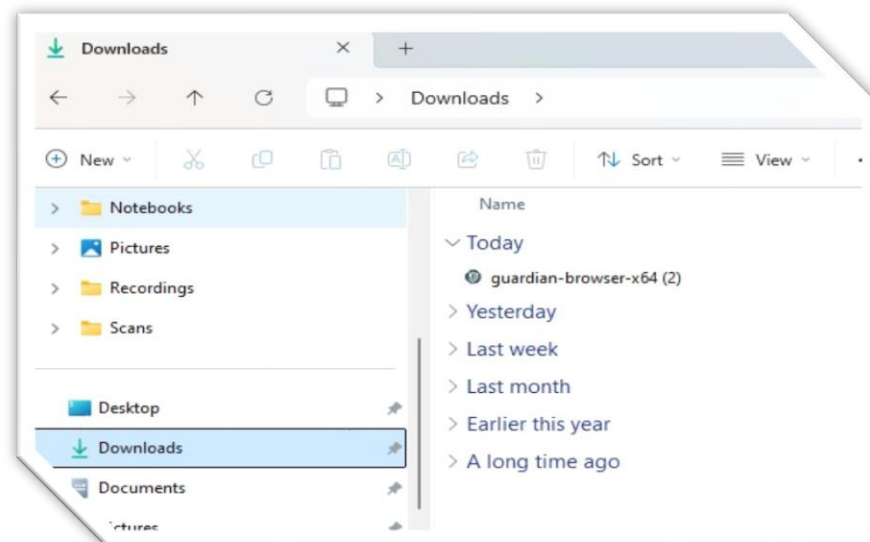 Downloads
Downloads
New
Sort
View
Notebooks
Pictures
Recordings
Scans
Desktop
Downloads
Documents
Name
Today
guardian-browser-x64 (2)
Yesterday
Last week
Last month
Earlier this year
A long time ago